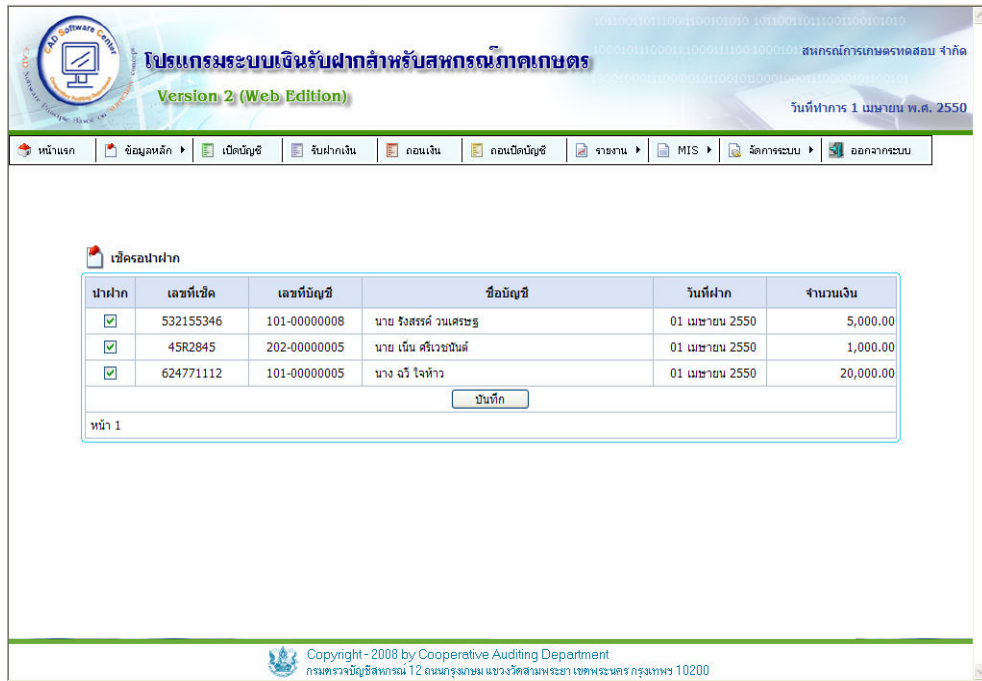 CAD Software Center
สหกรณ์การเกษตรทดสอบ จำกัด
โปรแกรมระบบเงินรับฝากสำหรับสหกรณ์ภาคเกษตร
Version 2 (Web Edition)
วันที่ทำการ 1 เมษายน พ.ศ. 2550
หน้าแรก ข้อมูลหลัก เปิดบัญชี รับฝากเงิน ถอนเงิน ถอนปิดบัญชี รายงาน MIS จัดการระบบ ออกจากระบบ
เช็ครอนำฝาก
นำฝาก เลขที่เช็ค เลขที่บัญชี ชื่อบัญชี วันที่ฝาก จำนวนเงิน
532155346 101-00000008 นาย รังสรรค์ วนเศรษฐ 01 เมษายน 2550 5,000.00
45R2845 202-00000005 นาย เน็น ศรีเวชนันต์ 01 เมษายน 2550 1,000.00
624771112 101-00000005 นาง ฉวี ใจห้าว 01 เมษายน 2550 20,000.00
บันทึก
หน้า 1
Copyright - 2008 by Cooperative Auditing Department
กรมตรวจบัญชีสหกรณ์ 12 ถนนกรุงเกษม แขวงวัดสามพระยา เขตพระนคร กรุงเทพฯ 10200